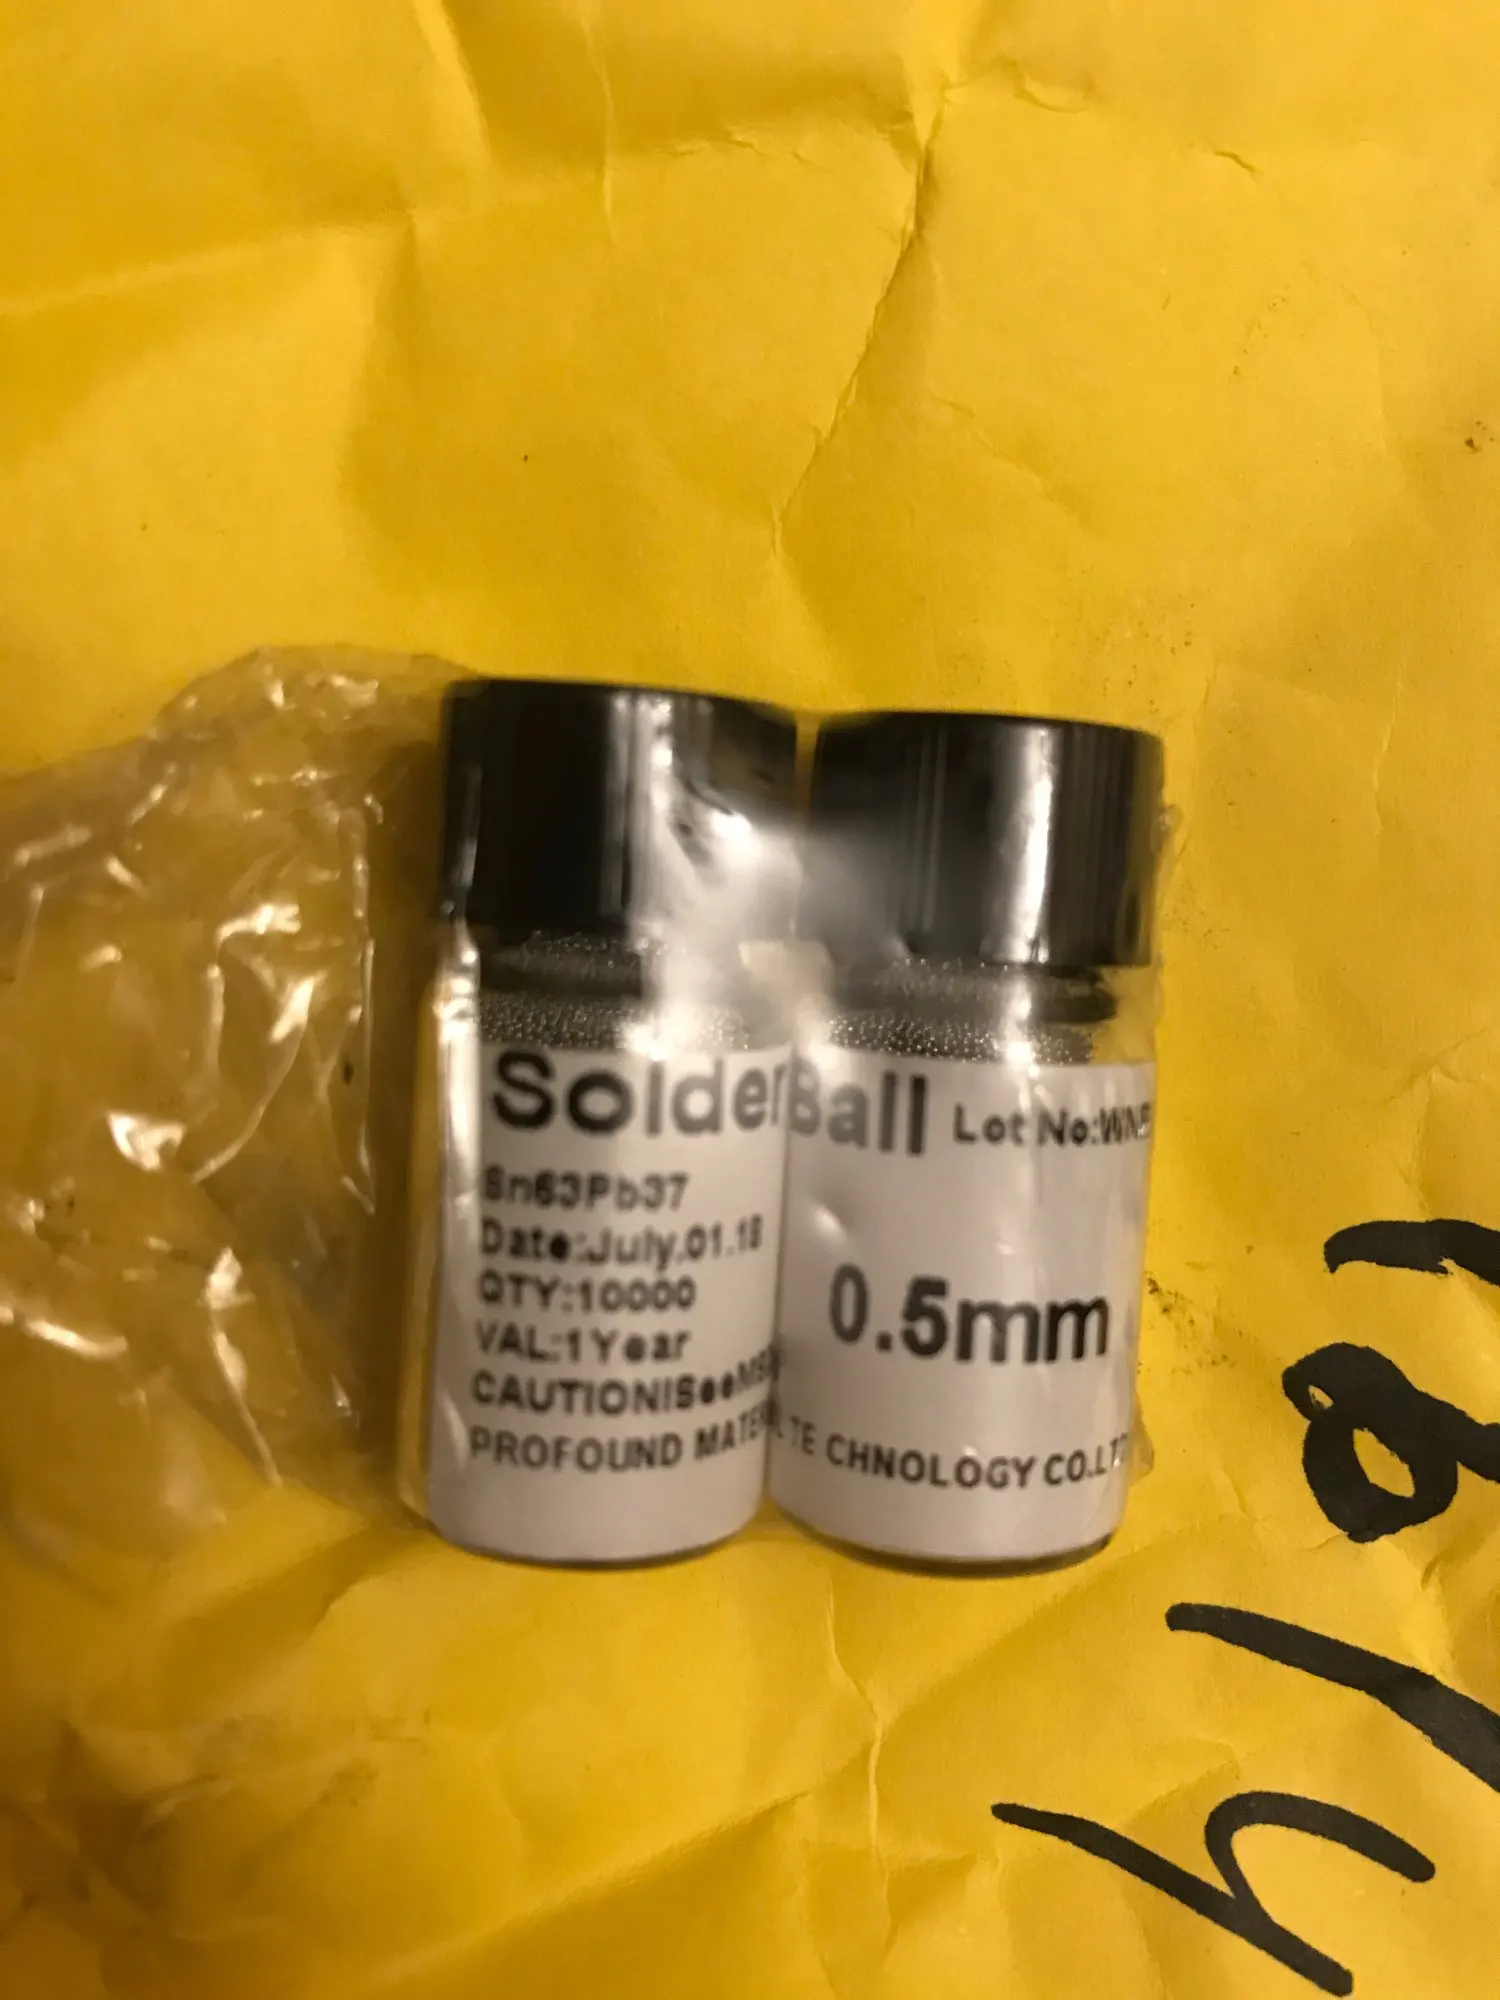 Solder Ball Lot No:WN
Sn63Pb37
Date:July.01.18
QTY:10000
0.5mm
VAL:1Year
CAUTION!See
PROFOUND MATE TE CHNOLOGY CO.LT